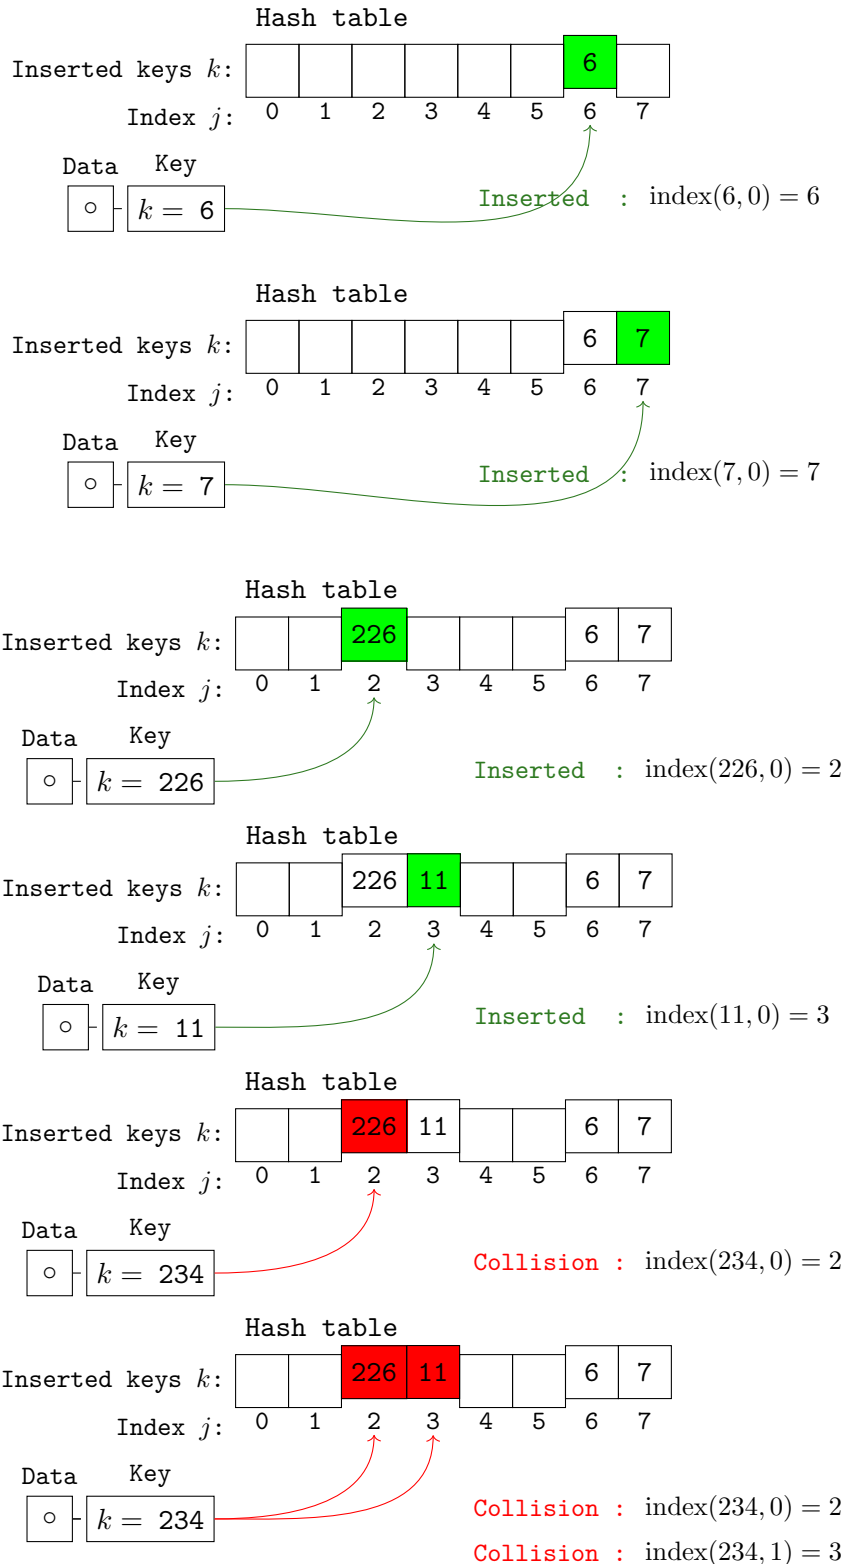 Hash table
Inserted keys k: 6
Index j: 0 1 2 3 4 5 6 7
Data Key
∘ k = 6 Inserted : index(6, 0) = 6
Hash table
Inserted keys k: 6 7
Index j: 0 1 2 3 4 5 6 7
Data Key
∘ k = 7 Inserted : index(7, 0) = 7
Hash table
Inserted keys k: 226 6 7
Index j: 0 1 2 3 4 5 6 7
Data Key
∘ k = 226 Inserted : index(226, 0) = 2
Hash table
Inserted keys k: 226 11 6 7
Index j: 0 1 2 3 4 5 6 7
Data Key
∘ k = 11 Inserted : index(11, 0) = 3
Hash table
Inserted keys k: 226 11 6 7
Index j: 0 1 2 3 4 5 6 7
Data Key
∘ k = 234 Collision : index(234, 0) = 2
Hash table
Inserted keys k: 226 11 6 7
Index j: 0 1 2 3 4 5 6 7
Data Key
∘ k = 234 Collision : index(234, 0) = 2
Collision : index(234, 1) = 3